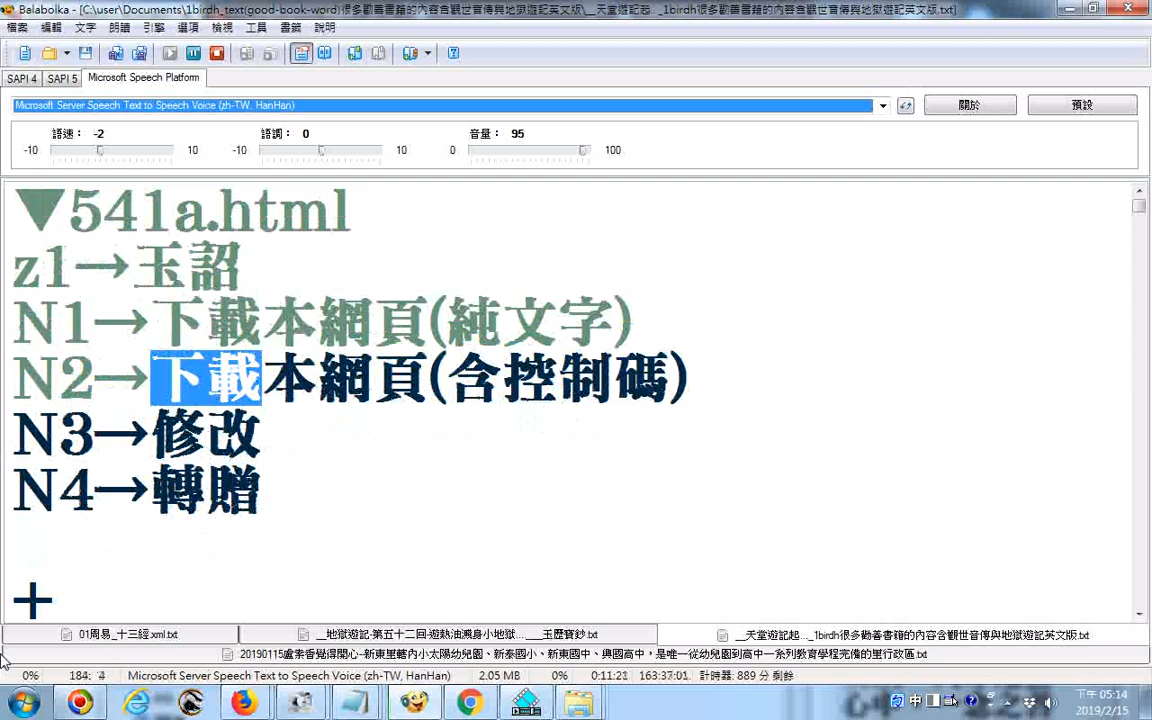 Balabolka - [C:\user\Documents\1birdh_text(good-book-word)很多勸善書籍的內容含觀世音傳與地獄遊記英文版\__天堂遊記起..._1birdh很多勸善書籍的內容含觀世音傳與地獄遊記英文版.txt]
檔案 編輯 文字 朗讀 引擎 選項 檢視 工具 書籤 說明
SAPI 4 SAPI 5 Microsoft Speech Platform
Microsoft Server Speech Text to Speech Voice (zh-TW, HanHan) 關於 預設
語速： -2 語調： 0 音量： 95
-10 10 -10 10 0 100
▼541a.html
z1→玉詔
N1→下載本網頁(純文字)
N2→下載本網頁(含控制碼)
N3→修改
N4→轉贈
+
01周易_十三經.xml.txt __地獄遊記-第五十二回-遊熱油濺身小地獄...___玉歷寶鈔.txt __天堂遊記起..._1birdh很多勸善書籍的內容含觀世音傳與地獄遊記英文版.txt
20190115盧素香覺得開心-新東里轄內小太陽幼兒園、新泰國小、新東國中、興國高中，是唯一從幼兒園到高中一系列教育學程完備的里行政區.txt
0% 184: 4 Microsoft Server Speech Text to Speech Voice (zh-TW, HanHan) 2.05 MB 0% 0:11:21 163:37:01. 計時器: 889 分 剩餘
中 下午 05:14
2019/2/15